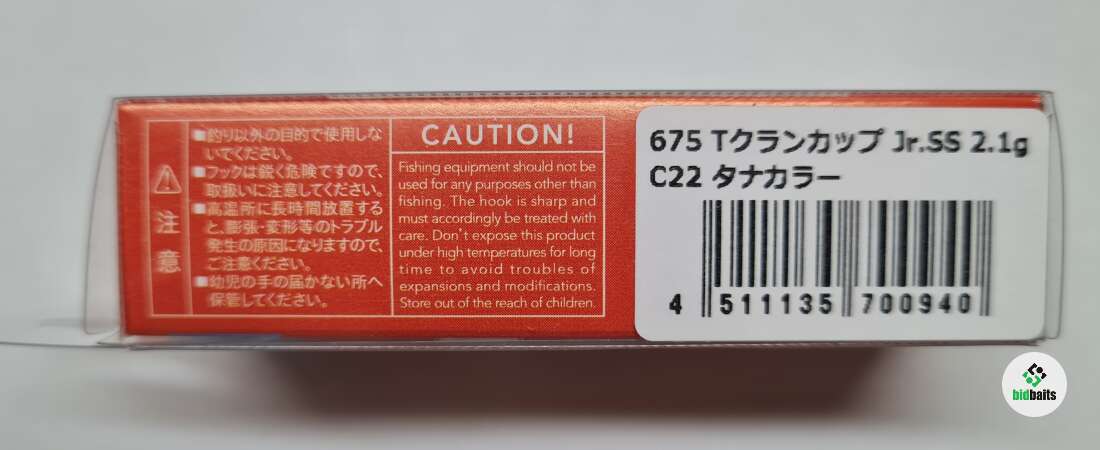 注意
■釣り以外の目的で使用しな
いでください。
■フックは鋭く危険ですので、
取扱いに注意してください。
■高温所に長時間放置する
と、膨張・変形等のトラブル
発生の原因になりますので、
ご注意ください。
■幼児の手の届かない所へ
保管してください。
CAUTION!
Fishing equipment should not be
used for any purposes other than
fishing. The hook is sharp and
must accordingly be treated with
care. Don't expose this product
under high temperatures for long
time to avoid troubles of
expansions and modifications.
Store out of the reach of children.
675 Tクランカップ Jr.SS 2.1g
C22 タナカラー
4 511135 700940
bidbaits